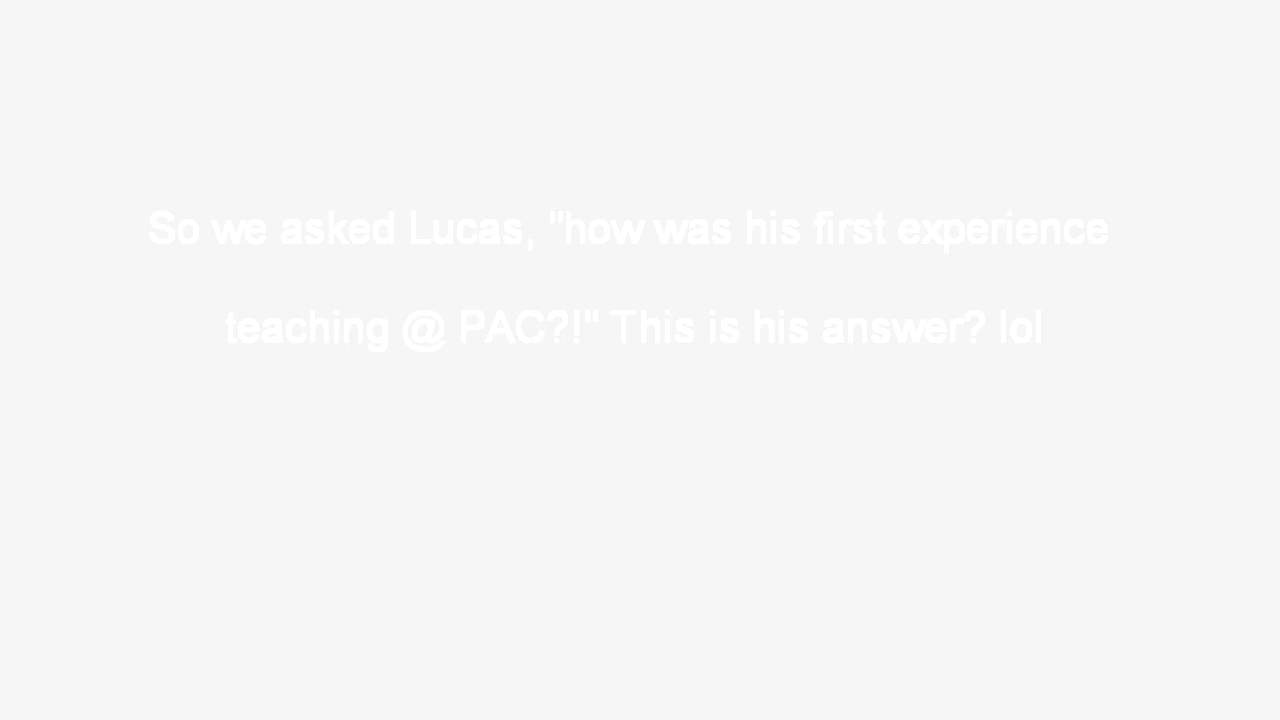 So we asked Lucas, "how was his first experience
teaching @ PAC?!" This is his answer? lol